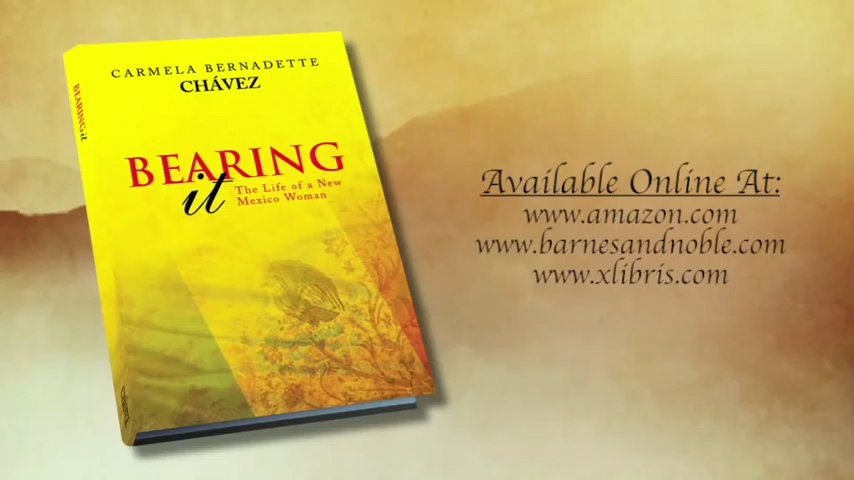 CARMELA BERNADETTE
CHÁVEZ
BEARING it
BEARING
it
The Life of a New
Mexico Woman
Available Online At:
www.amazon.com
www.barnesandnoble.com
www.xlibris.com